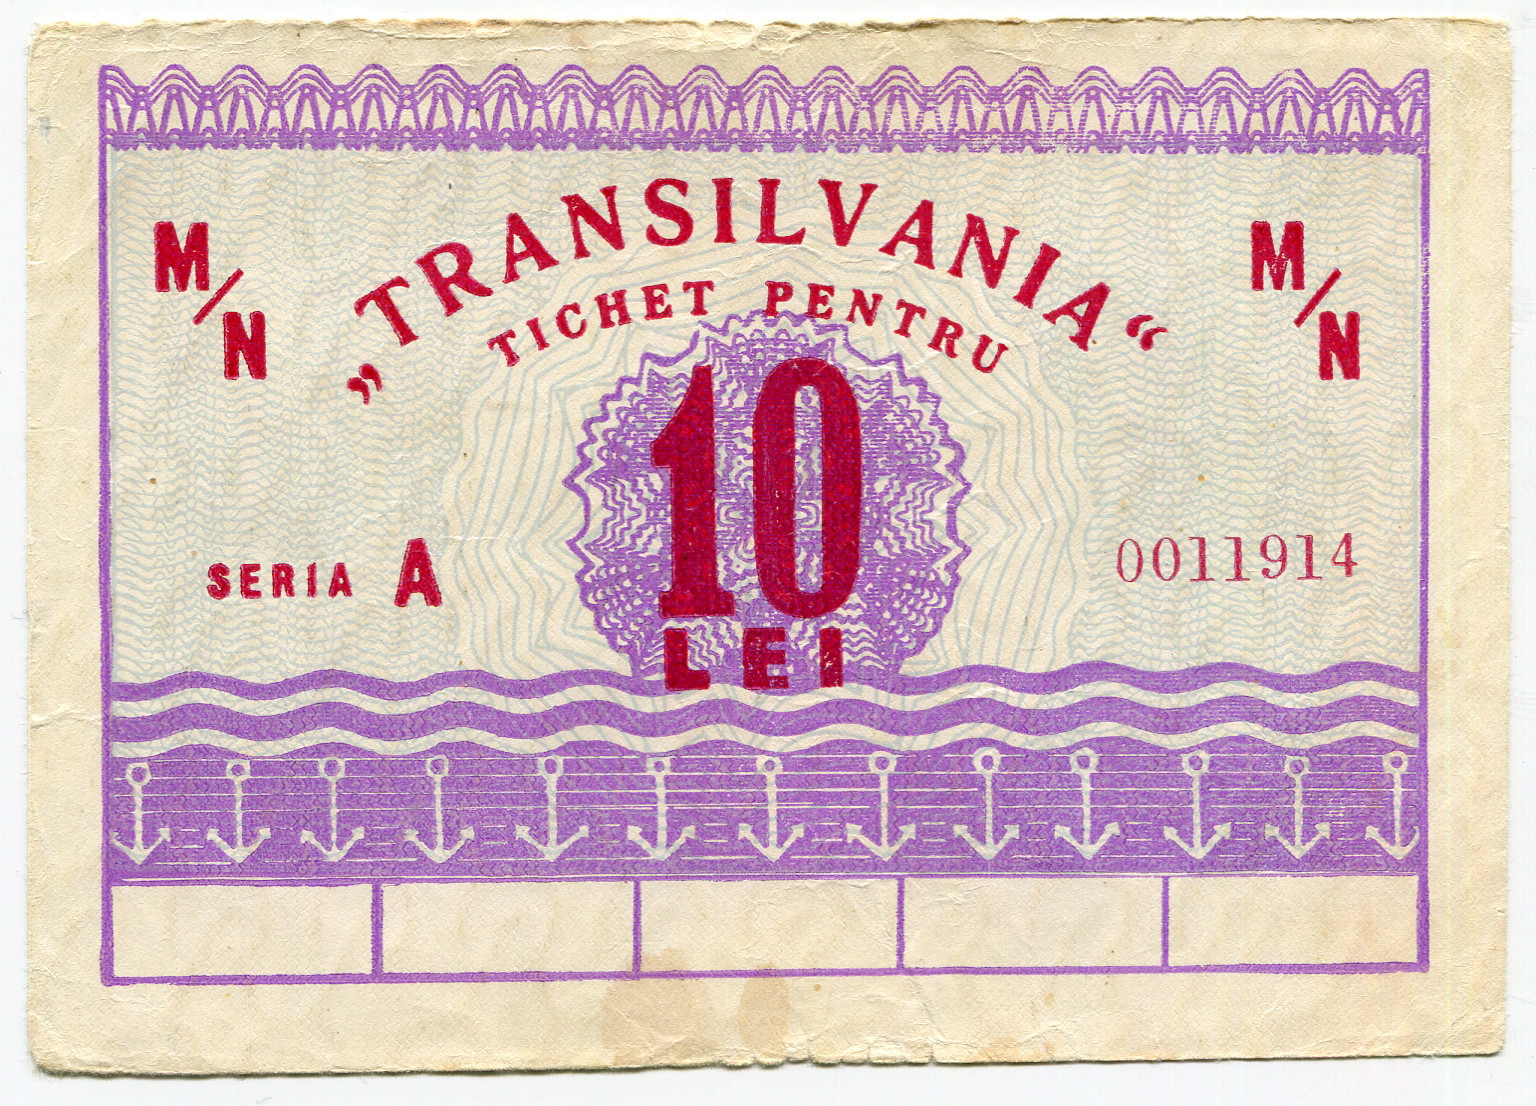 M/N „TRANSILVANIA“ M/N
TICHET PENTRU
10
LEI
SERIA A
0011914